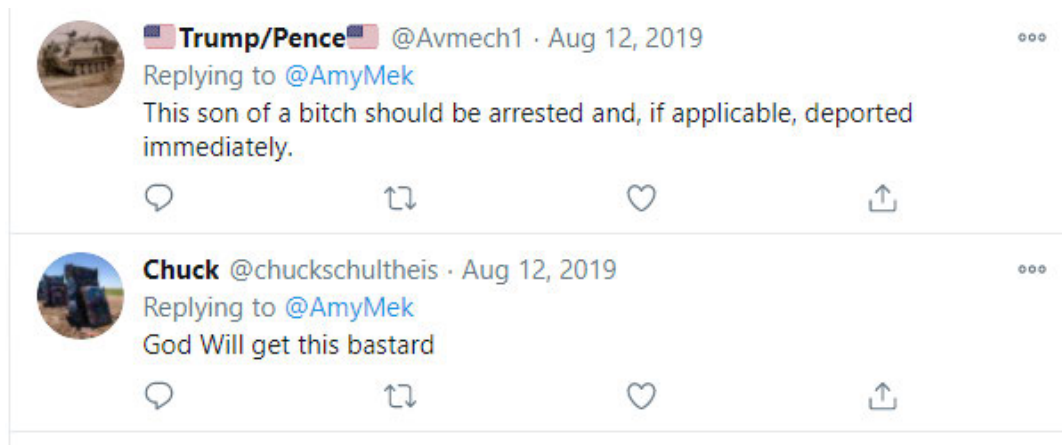 Trump/Pence @Avmech1 · Aug 12, 2019
Replying to @AmyMek
This son of a bitch should be arrested and, if applicable, deported
immediately.
Chuck @chuckschultheis · Aug 12, 2019
Replying to @AmyMek
God Will get this bastard